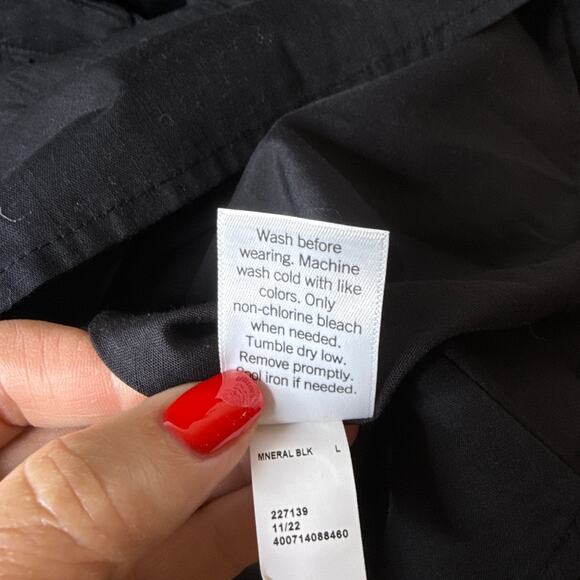 Wash before
wearing. Machine
wash cold with like
colors. Only
non-chlorine bleach
when needed.
Tumble dry low.
Remove promptly.
iron if needed.
MNERAL BLK L
227139
11/22
400714088460